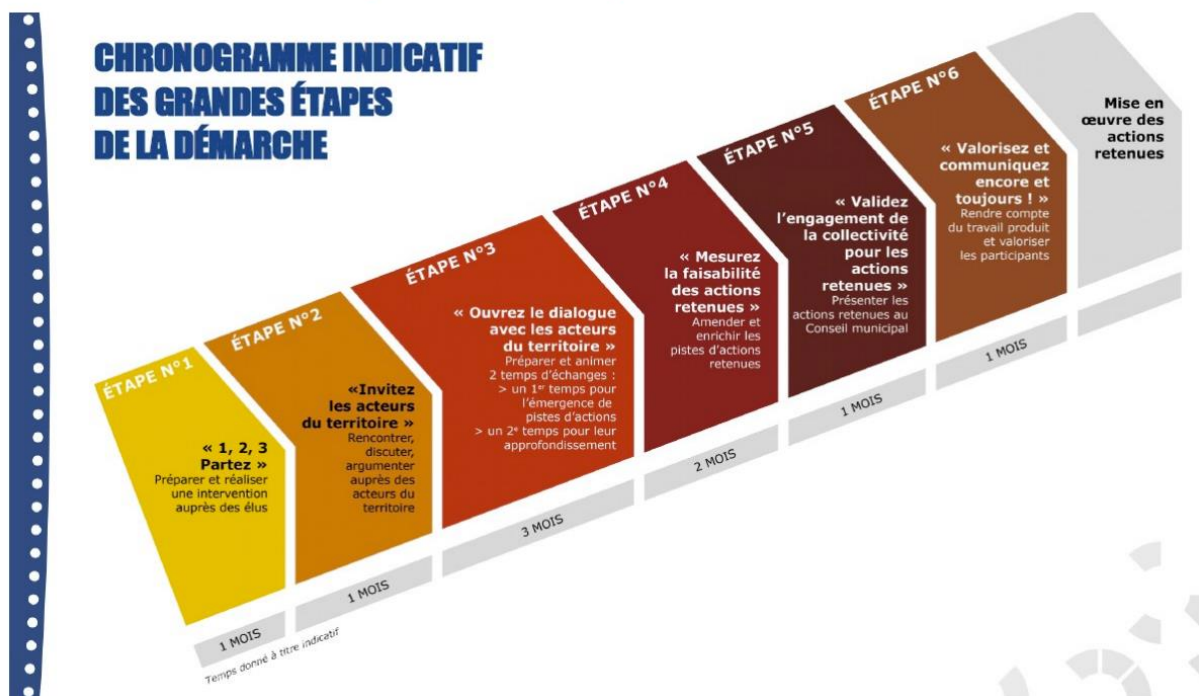 CHRONOGRAMME INDICATIF
DES GRANDES ÉTAPES
DE LA DÉMARCHE
ÉTAPE N°1
« 1, 2, 3
Partez »
Préparer et réaliser
une intervention
auprès des élus
1 MOIS
ÉTAPE N°2
«Invitez
les acteurs
du territoire »
Rencontrer,
discuter,
argumenter
auprès des
acteurs du
territoire
1 MOIS
ÉTAPE N°3
« Ouvrez le dialogue
avec les acteurs
du territoire »
Préparer et animer
2 temps d'échanges :
> un 1er temps pour
l'émergence de
pistes d'actions
> un 2e temps pour leur
approfondissement
3 MOIS
ÉTAPE N°4
« Mesurez
la faisabilité
des actions
retenues »
Amender et
enrichir les
pistes d'actions
retenues
2 MOIS
ÉTAPE N°5
« Validez
l'engagement de
la collectivité
pour les
actions
retenues »
Présenter les
actions retenues au
Conseil municipal
1 MOIS
ÉTAPE N°6
« Valorisez et
communiquez
encore et
toujours ! »
Rendre compte
du travail produit
et valoriser
les participants
1 MOIS
Mise en
œuvre des
actions
retenues
Temps donné à titre indicatif